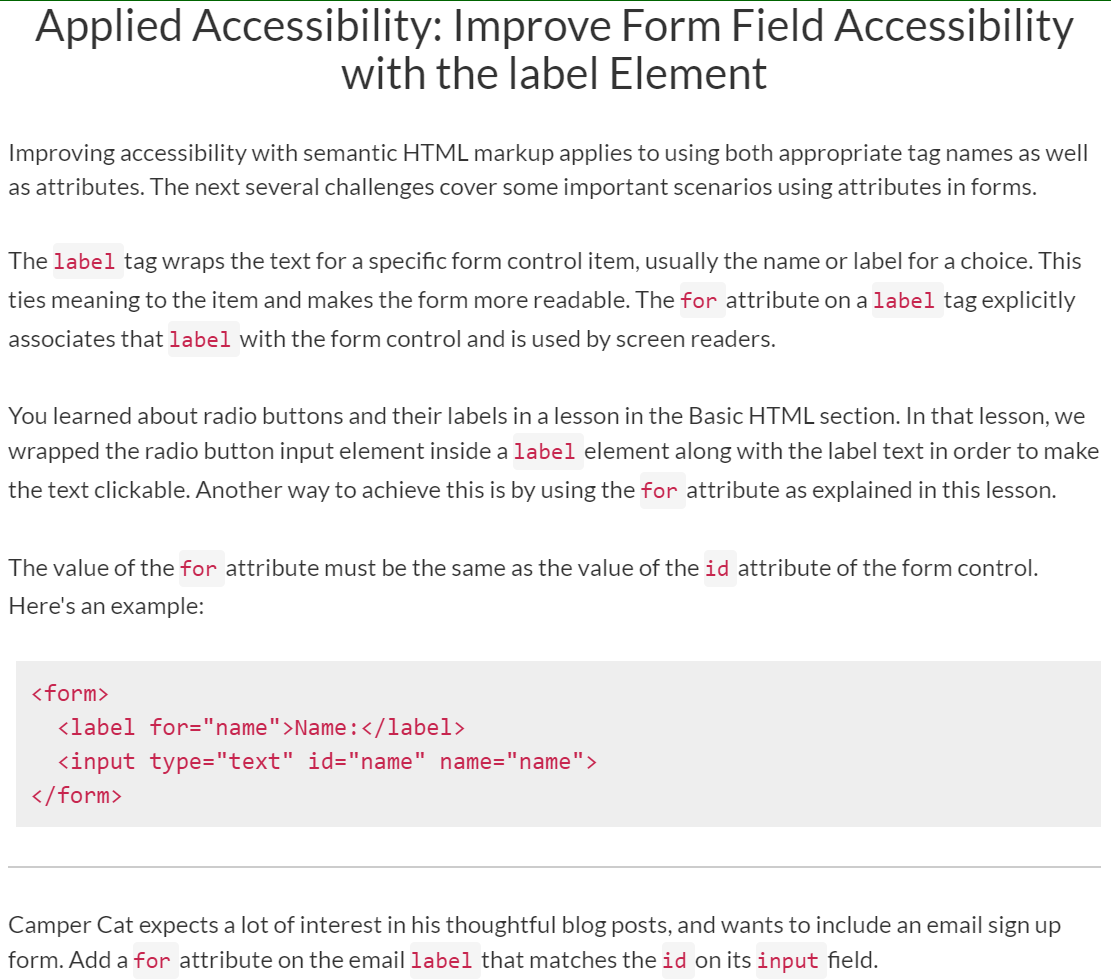 Applied Accessibility: Improve Form Field Accessibility
with the label Element
Improving accessibility with semantic HTML markup applies to using both appropriate tag names as well
as attributes. The next several challenges cover some important scenarios using attributes in forms.
The label tag wraps the text for a specific form control item, usually the name or label for a choice. This
ties meaning to the item and makes the form more readable. The for attribute on a label tag explicitly
associates that label with the form control and is used by screen readers.
You learned about radio buttons and their labels in a lesson in the Basic HTML section. In that lesson, we
wrapped the radio button input element inside a label element along with the label text in order to make
the text clickable. Another way to achieve this is by using the for attribute as explained in this lesson.
The value of the for attribute must be the same as the value of the id attribute of the form control.
Here's an example:
<form>
  <label for="name">Name:</label>
  <input type="text" id="name" name="name">
</form>
Camper Cat expects a lot of interest in his thoughtful blog posts, and wants to include an email sign up
form. Add a for attribute on the email label that matches the id on its input field.